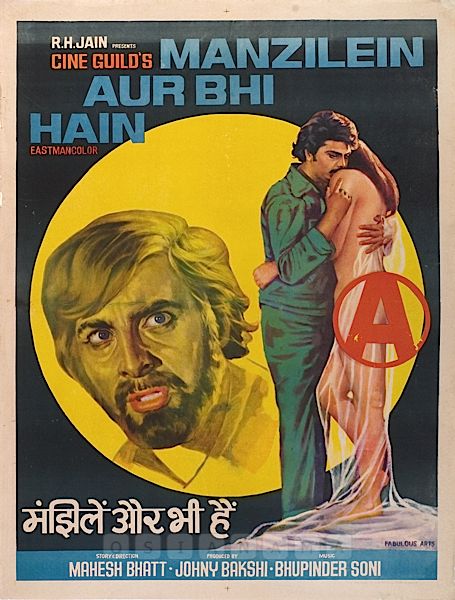 R.H.JAIN PRESENTS
CINE GUILD'S MANZILEIN
AUR BHI
HAIN
EASTMANCOLOR
A
मंझिलें और भी हैं
FABULOUS ARTS
STORY & DIRECTION PRODUCED BY MUSIC
MAHESH BHATT - JOHNY BAKSHI - BHUPINDER SONI